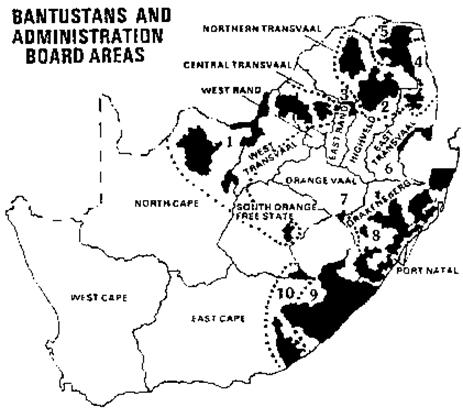 BANTUSTANS AND
ADMINISTRATION
BOARD AREAS
NORTHERN TRANSVAAL
CENTRAL TRANSVAAL
WEST RAND
5
4
1
1
2
EAST RAND
HIGHVELD
EAST TRANSVAAL
WEST TRANSVAAL
6
ORANGE VAAL
NORTH CAPE
SOUTH ORANGE
FREE STATE
7
DRAKENSBERG
8
PORT NATAL
WEST CAPE
EAST CAPE
10
9